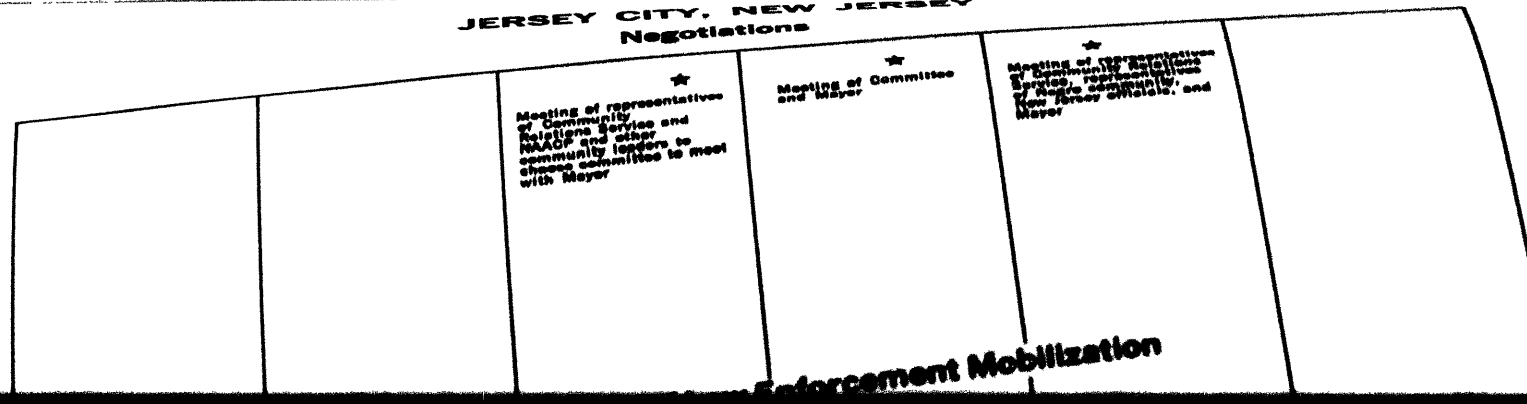 JERSEY CITY, NEW JERSEY
Negotiations
Meeting of representatives
of Community
Relations Service and
NAACP and other
community leaders to
choose committee to meet
with Mayor
Meeting of Committee
and Mayor
Meeting of representatives
of Community Relations
Service, representatives
of Negro community,
New Jersey officials, and
Mayor
Enforcement Mobilization